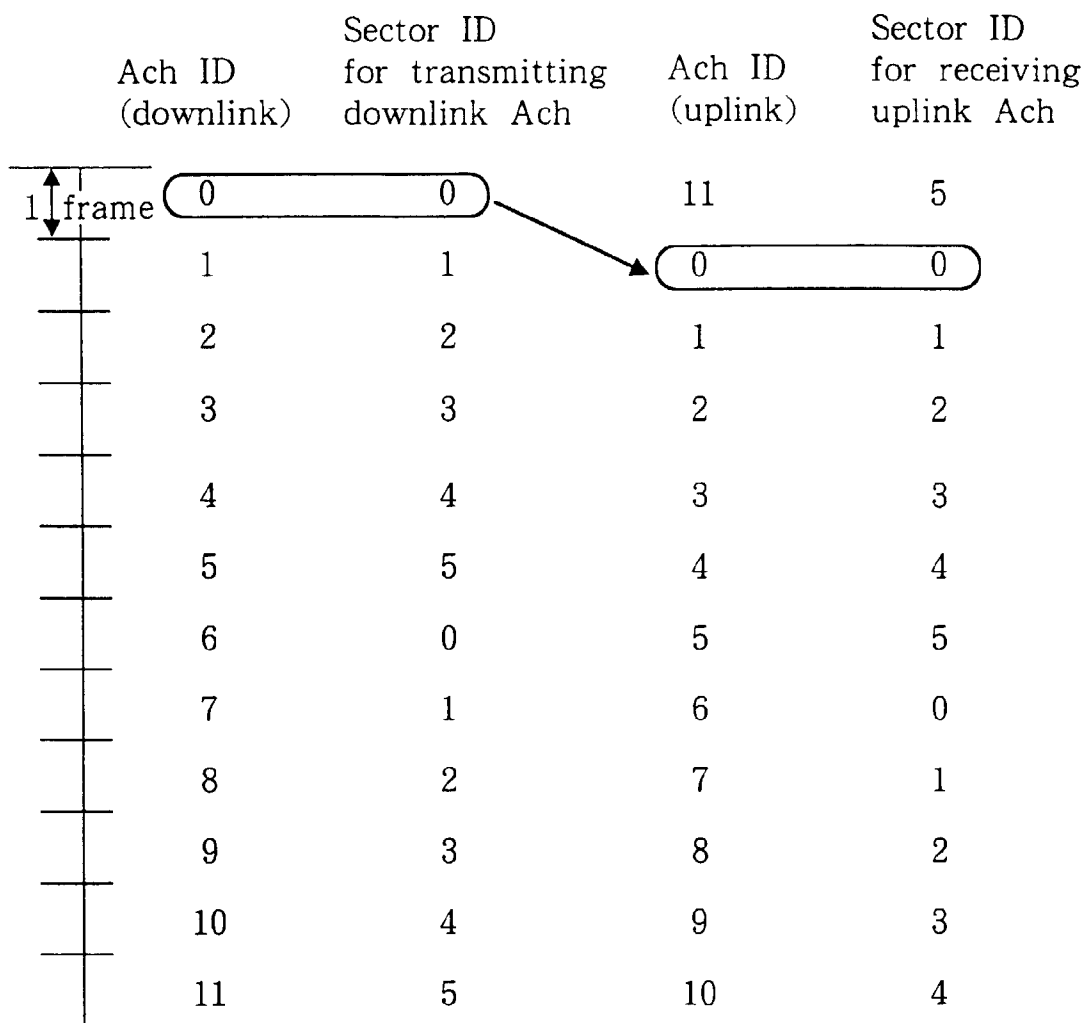 Sector ID Sector ID
Ach ID for transmitting Ach ID for receiving
(downlink) downlink Ach (uplink) uplink Ach
1 frame 0 0 11 5
1 1 0 0
2 2 1 1
3 3 2 2
4 4 3 3
5 5 4 4
6 0 5 5
7 1 6 0
8 2 7 1
9 3 8 2
10 4 9 3
11 5 10 4